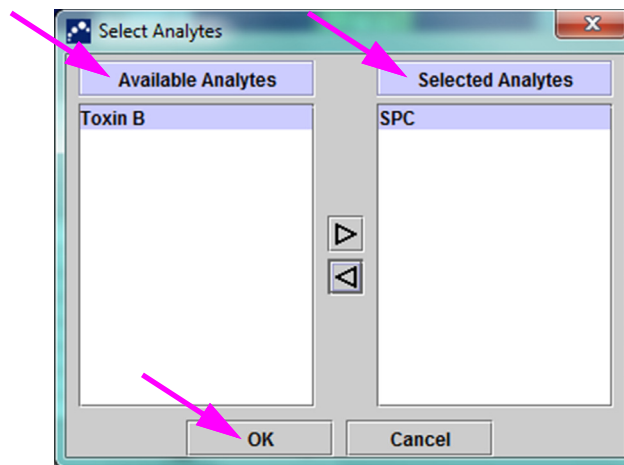 Select Analytes
Available Analytes
Selected Analytes
Toxin B
SPC
OK
Cancel